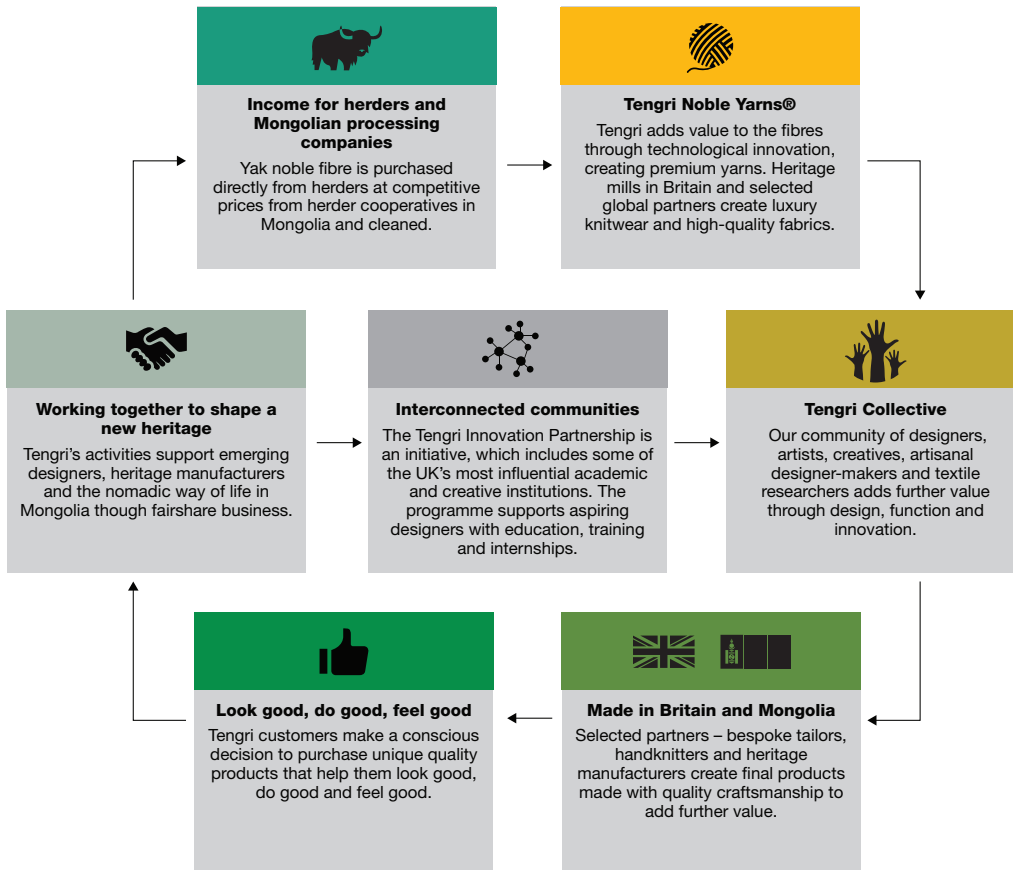 Income for herders and
Mongolian processing
companies
Yak noble fibre is purchased
directly from herders at competitive
prices from herder cooperatives in
Mongolia and cleaned.
Tengri Noble Yarns®
Tengri adds value to the fibres
through technological innovation,
creating premium yarns. Heritage
mills in Britain and selected
global partners create luxury
knitwear and high-quality fabrics.
Working together to shape a
new heritage
Tengri's activities support emerging
designers, heritage manufacturers
and the nomadic way of life in
Mongolia though fairshare business.
Interconnected communities
The Tengri Innovation Partnership is
an initiative, which includes some of
the UK's most influential academic
and creative institutions. The
programme supports aspiring
designers with education, training
and internships.
Tengri Collective
Our community of designers,
artists, creatives, artisanal
designer-makers and textile
researchers adds further value
through design, function and
innovation.
Look good, do good, feel good
Tengri customers make a conscious
decision to purchase unique quality
products that help them look good,
do good and feel good.
Made in Britain and Mongolia
Selected partners – bespoke tailors,
handknitters and heritage
manufacturers create final products
made with quality craftsmanship to
add further value.